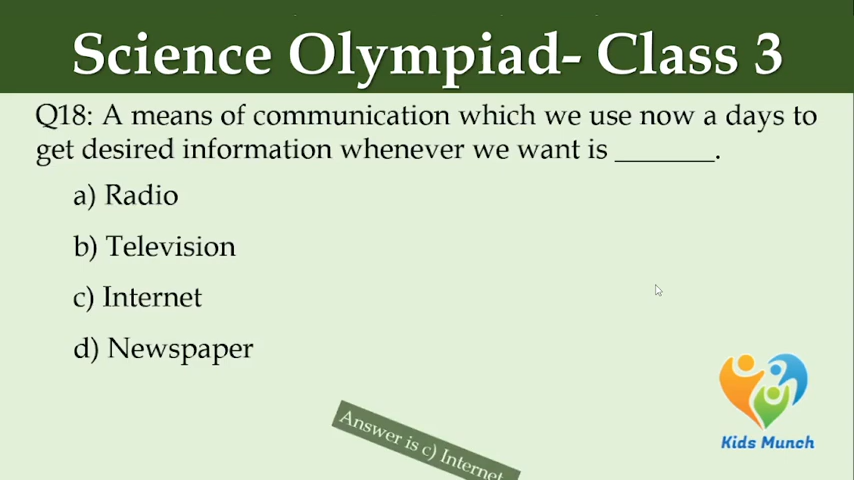 Science Olympiad- Class 3
Q18: A means of communication which we use now a days to
get desired information whenever we want is _______.
a) Radio
b) Television
c) Internet
d) Newspaper
Answer is c) Internet
Kids Munch